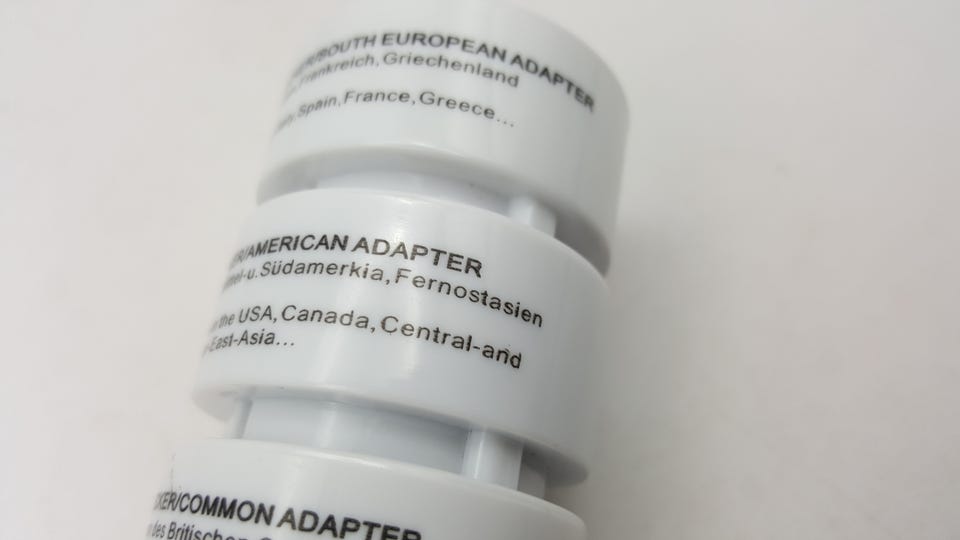 /ROUTH EUROPEAN ADAPTER
Frankreich, Griechenland
Spain, France, Greece...
/AMERICAN ADAPTER
u. Südamerkia, Fernostasien
the USA, Canada, Central-and
East-Asia...
/COMMON ADAPTER
des Britischen